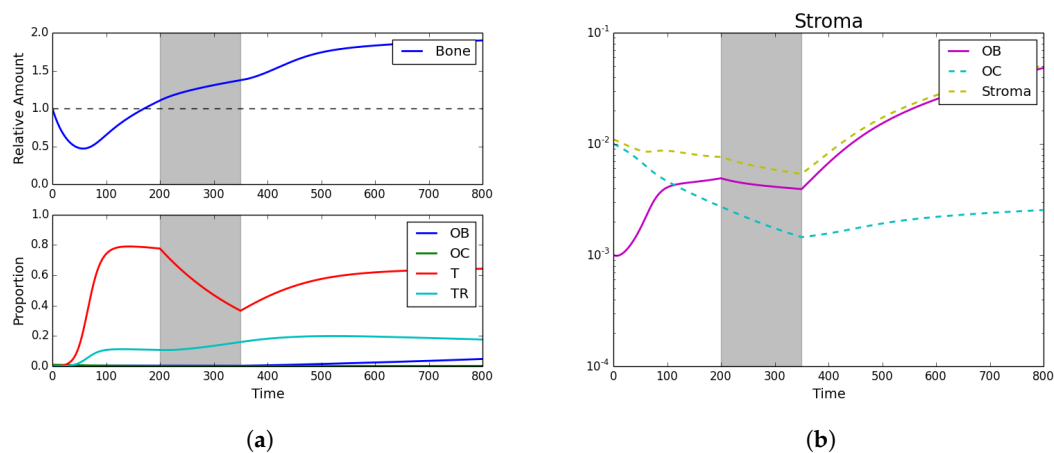 Stroma
2.0
1.5
1.0
0.5
0.0
Relative Amount
Bone
0 100 200 300 400 500 600 700 800
1.0
0.8
0.6
0.4
0.2
0.0
Proportion
OB
OC
T
TR
0 100 200 300 400 500 600 700 800
Time
(a)
10^-1
10^-2
10^-3
10^-4
OB
OC
Stroma
0 100 200 300 400 500 600 700 800
Time
(b)